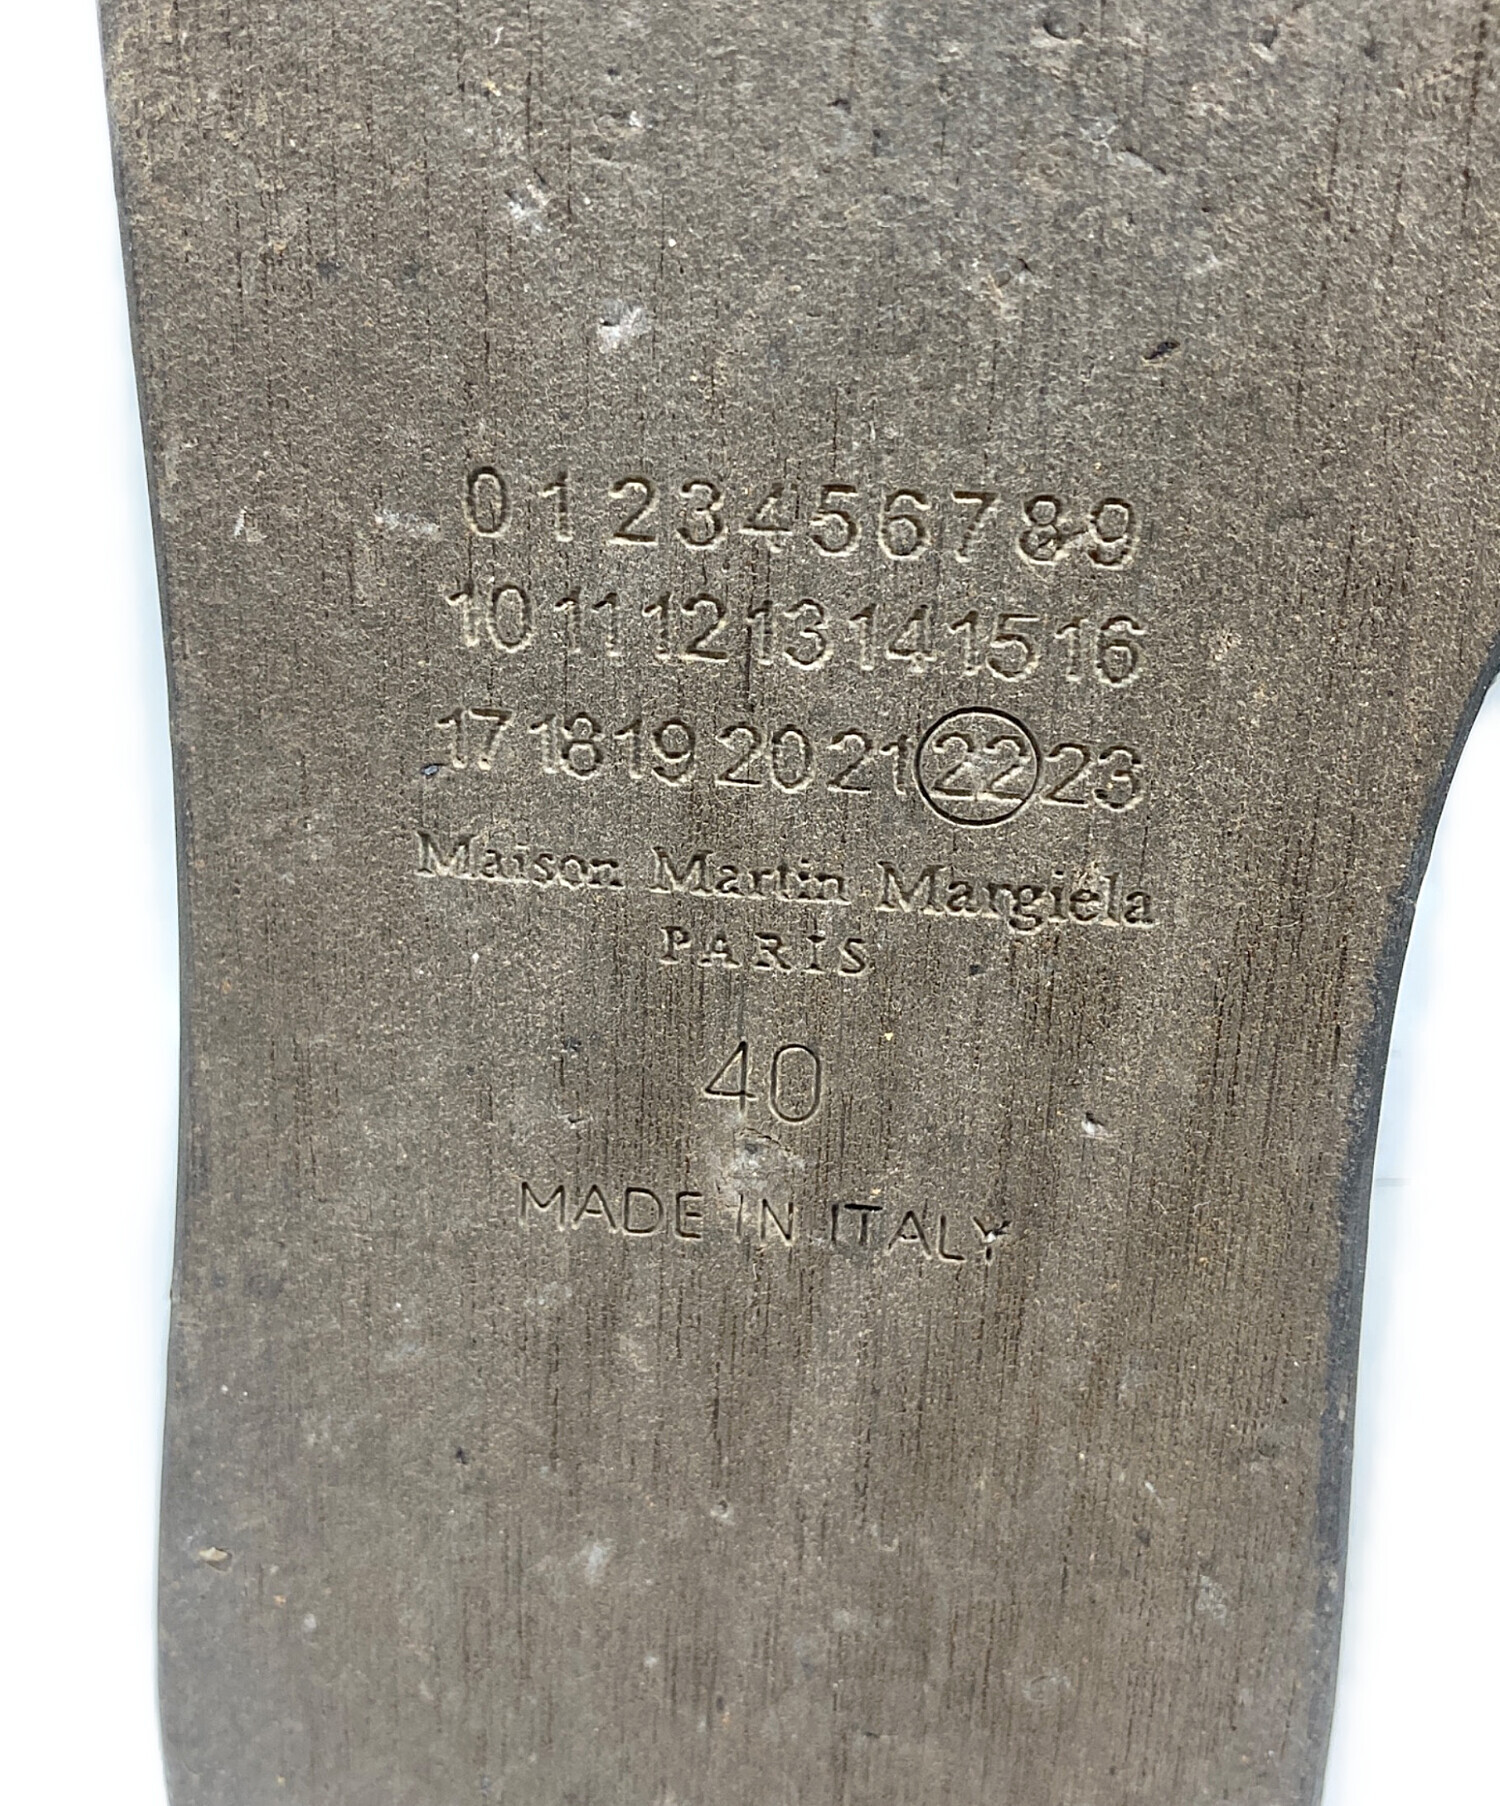 0 1 2 3 4 5 6 7 8 9
10 11 12 13 14 15 16
17 18 19 20 21 22 23
Maison Martin Margiela
PARIS
40
MADE IN ITALY